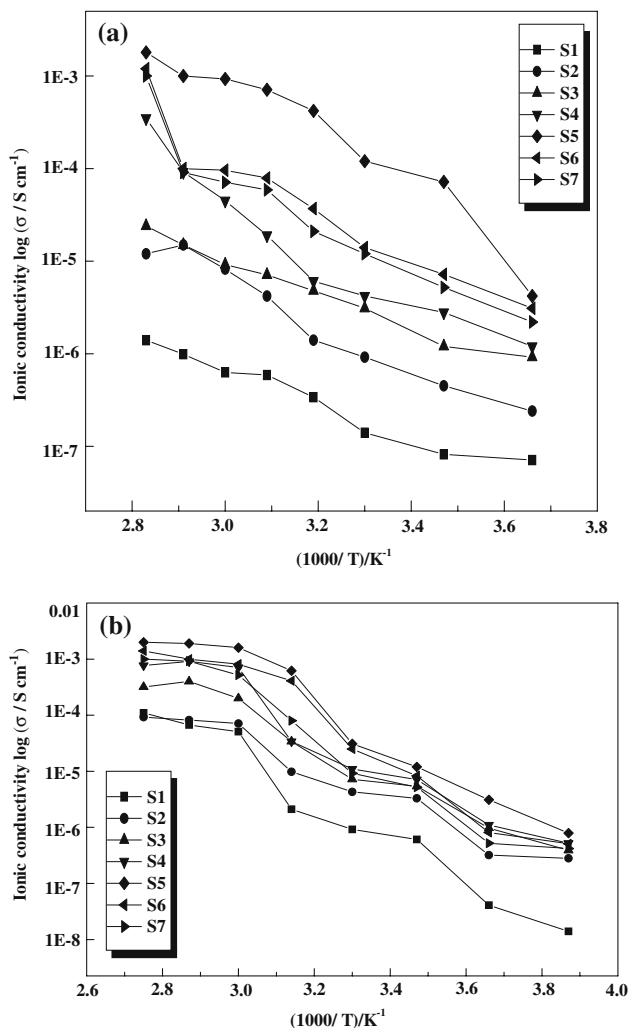 (a)
S1
S2
S3
S4
S5
S6
S7
1E-3
1E-4
1E-5
1E-6
1E-7
Ionic conductivity log (σ / S cm⁻¹)
2.8 3.0 3.2 3.4 3.6 3.8
(1000/ T)/K⁻¹
(b)
0.01
1E-3
1E-4
1E-5
1E-6
1E-7
1E-8
Ionic conductivity log (σ / S cm⁻¹)
S1
S2
S3
S4
S5
S6
S7
2.6 2.8 3.0 3.2 3.4 3.6 3.8 4.0
(1000/ T)/K⁻¹